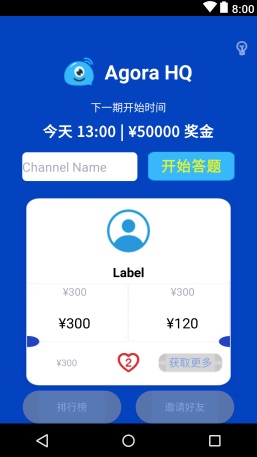 8:00
Agora HQ
下一期开始时间
今天 13:00 | ¥50000 奖金
Channel Name
开始答题
Label
¥300 ¥300
¥300 ¥120
¥300 2 获取更多
排行榜 邀请好友